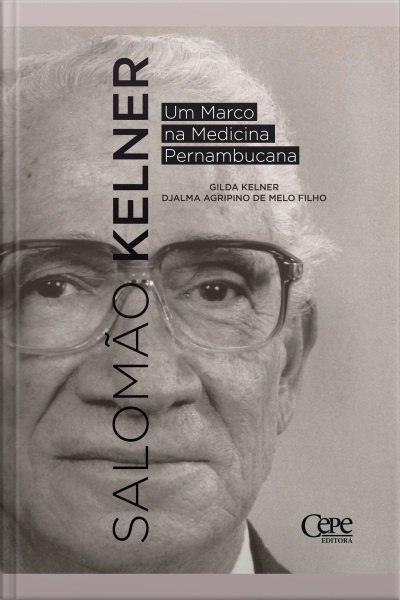 SALOMÃO KELNER
Um Marco
na Medicina
Pernambucana
GILDA KELNER
DJALMA AGRIPINO DE MELO FILHO
Cepe
EDITORA